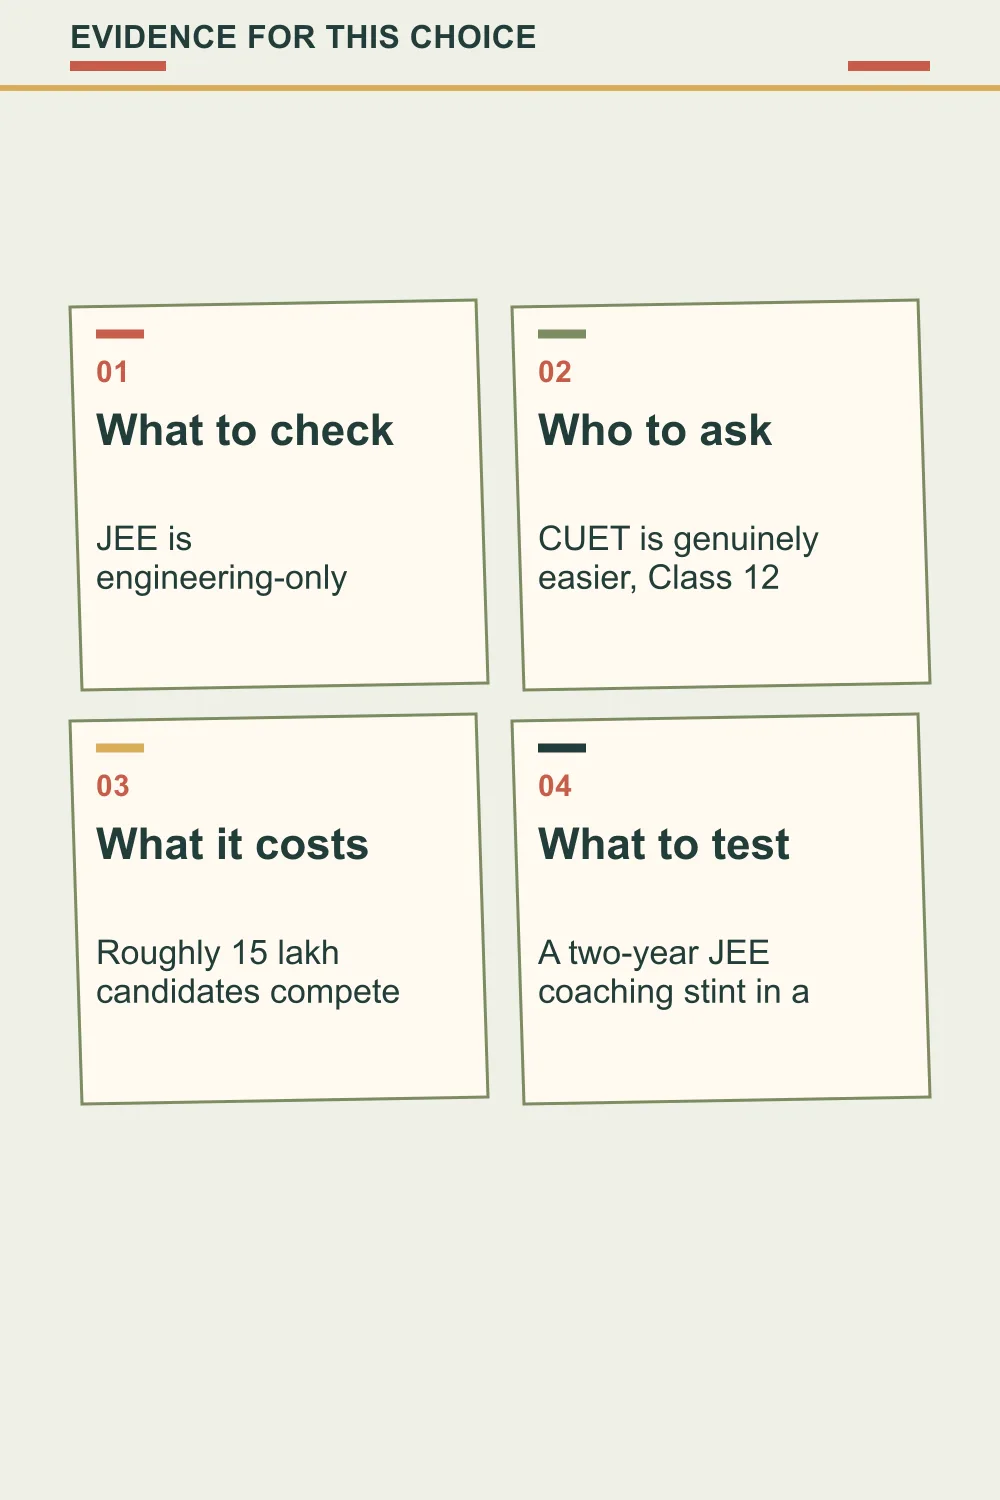 EVIDENCE FOR THIS CHOICE
01
What to check
JEE is
engineering-only
02
Who to ask
CUET is genuinely
easier, Class 12
03
What it costs
Roughly 15 lakh
candidates compete
04
What to test
A two-year JEE
coaching stint in a